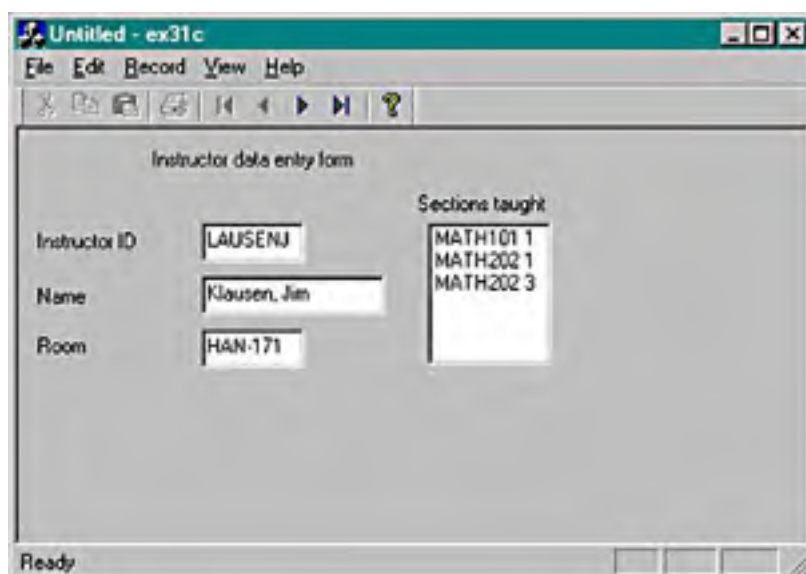 Untitled - ex31c
File Edit Record View Help
Instructor data entry form
Sections taught
Instructor ID LAUSENJ
MATH101 1
MATH202 1
MATH202 3
Name Klausen, Jim
Room HAN-171
Ready